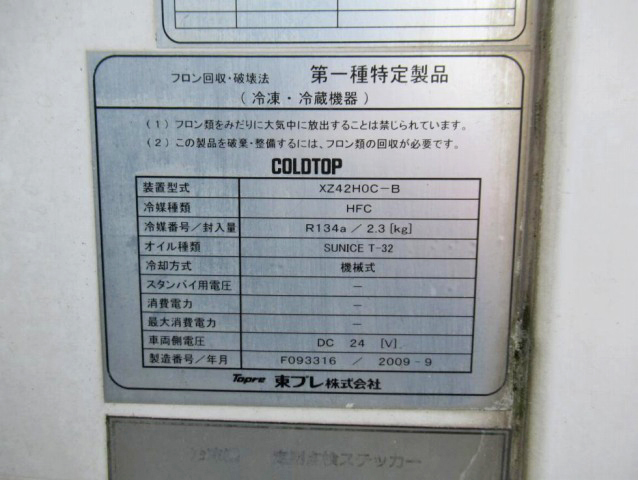 フロン回収・破壊法 第一種特定製品
（冷凍・冷蔵機器）
（1）フロン類をみだりに大気中に放出することは禁じられています。
（2）この製品を破棄・整備するには、フロン類の回収が必要です。
COLDTOP
装置型式 XZ42H0C-B
冷媒種類 HFC
冷媒番号/封入量 R134a / 2.3 [kg]
オイル種類 SUNICE T-32
冷却方式 機械式
スタンバイ用電圧 -
消費電力 -
最大消費電力 -
車両側電圧 DC 24 [V]
製造番号/年月 F093316 / 2009-9
Topre 東プレ株式会社
ステッカー